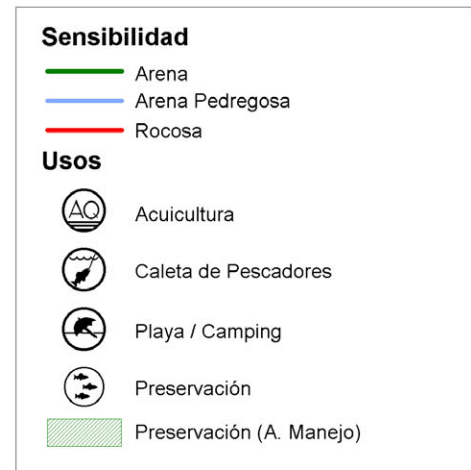 Sensibilidad
Arena
Arena Pedregosa
Rocosa
Usos
AQ Acuicultura
Caleta de Pescadores
Playa / Camping
Preservación
Preservación (A. Manejo)